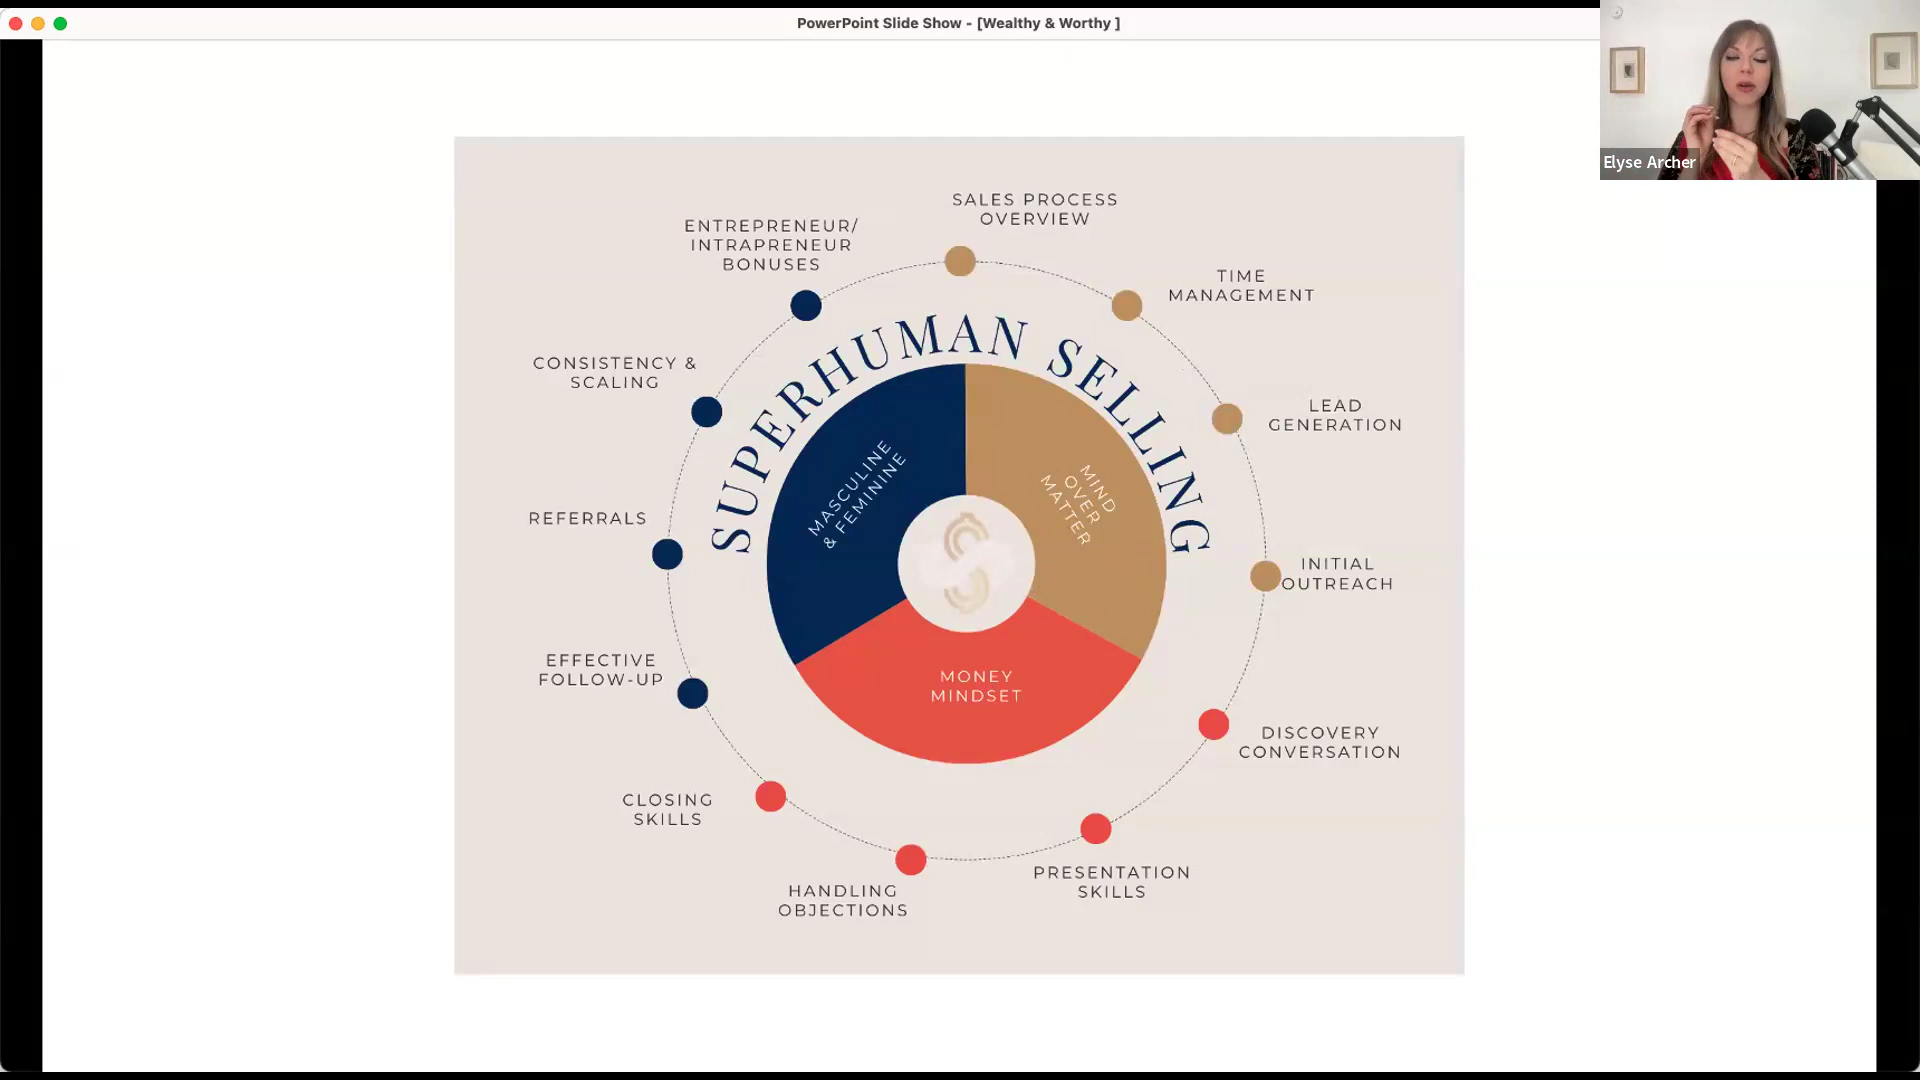 PowerPoint Slide Show - [Wealthy & Worthy ]
Elyse Archer
SALES PROCESS
OVERVIEW
ENTREPRENEUR/
INTRAPRENEUR
BONUSES
TIME
MANAGEMENT
CONSISTENCY &
SCALING
SUPERHUMAN SELLING
LEAD
GENERATION
MASCULINE
& FEMININE
MIND
OVER
MATTER
REFERRALS
INITIAL
OUTREACH
EFFECTIVE
FOLLOW-UP
MONEY
MINDSET
DISCOVERY
CONVERSATION
CLOSING
SKILLS
PRESENTATION
SKILLS
HANDLING
OBJECTIONS